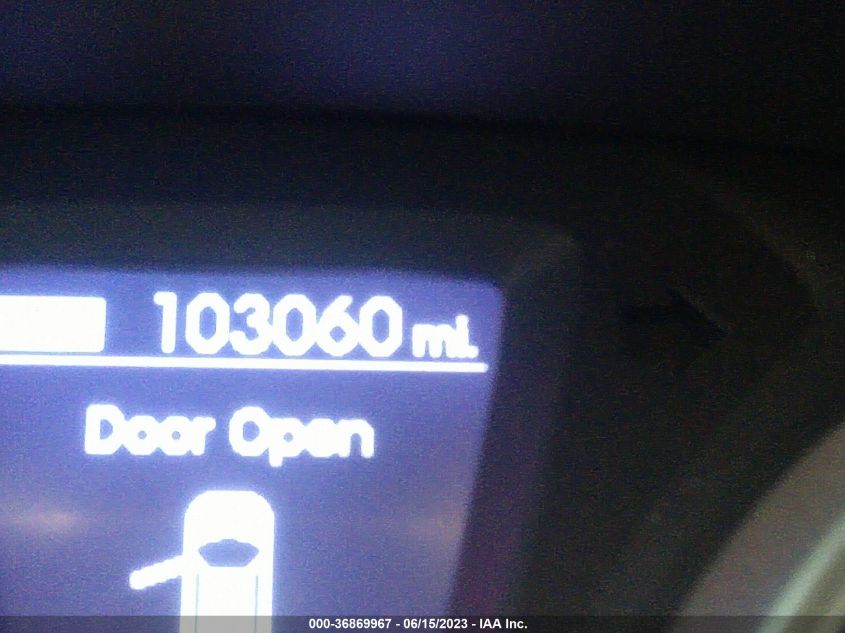 103060 mi.
Door Open
000-36869967 - 06/15/2023 - IAA Inc.